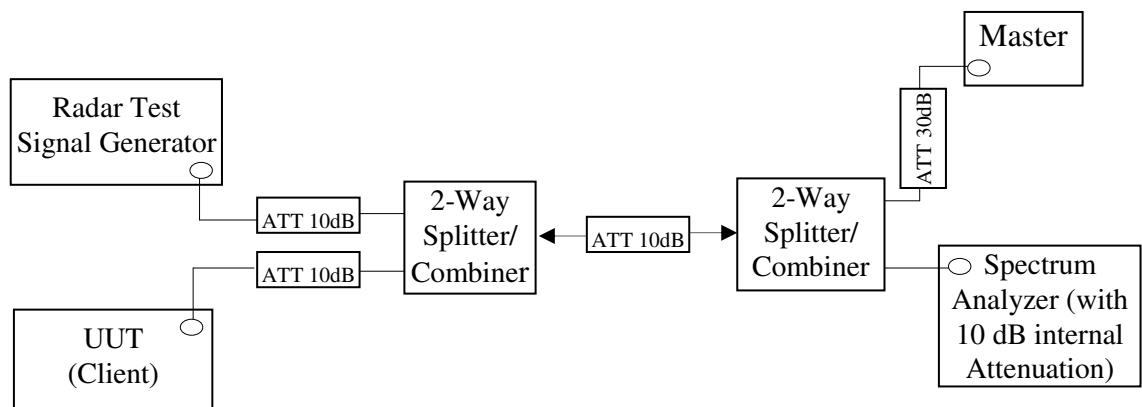 Master
Radar Test
Signal Generator
ATT 30dB
2-Way
Splitter/
Combiner
2-Way
Splitter/
Combiner
ATT 10dB
ATT 10dB
ATT 10dB
UUT
(Client)
Spectrum
Analyzer (with
10 dB internal
Attenuation)